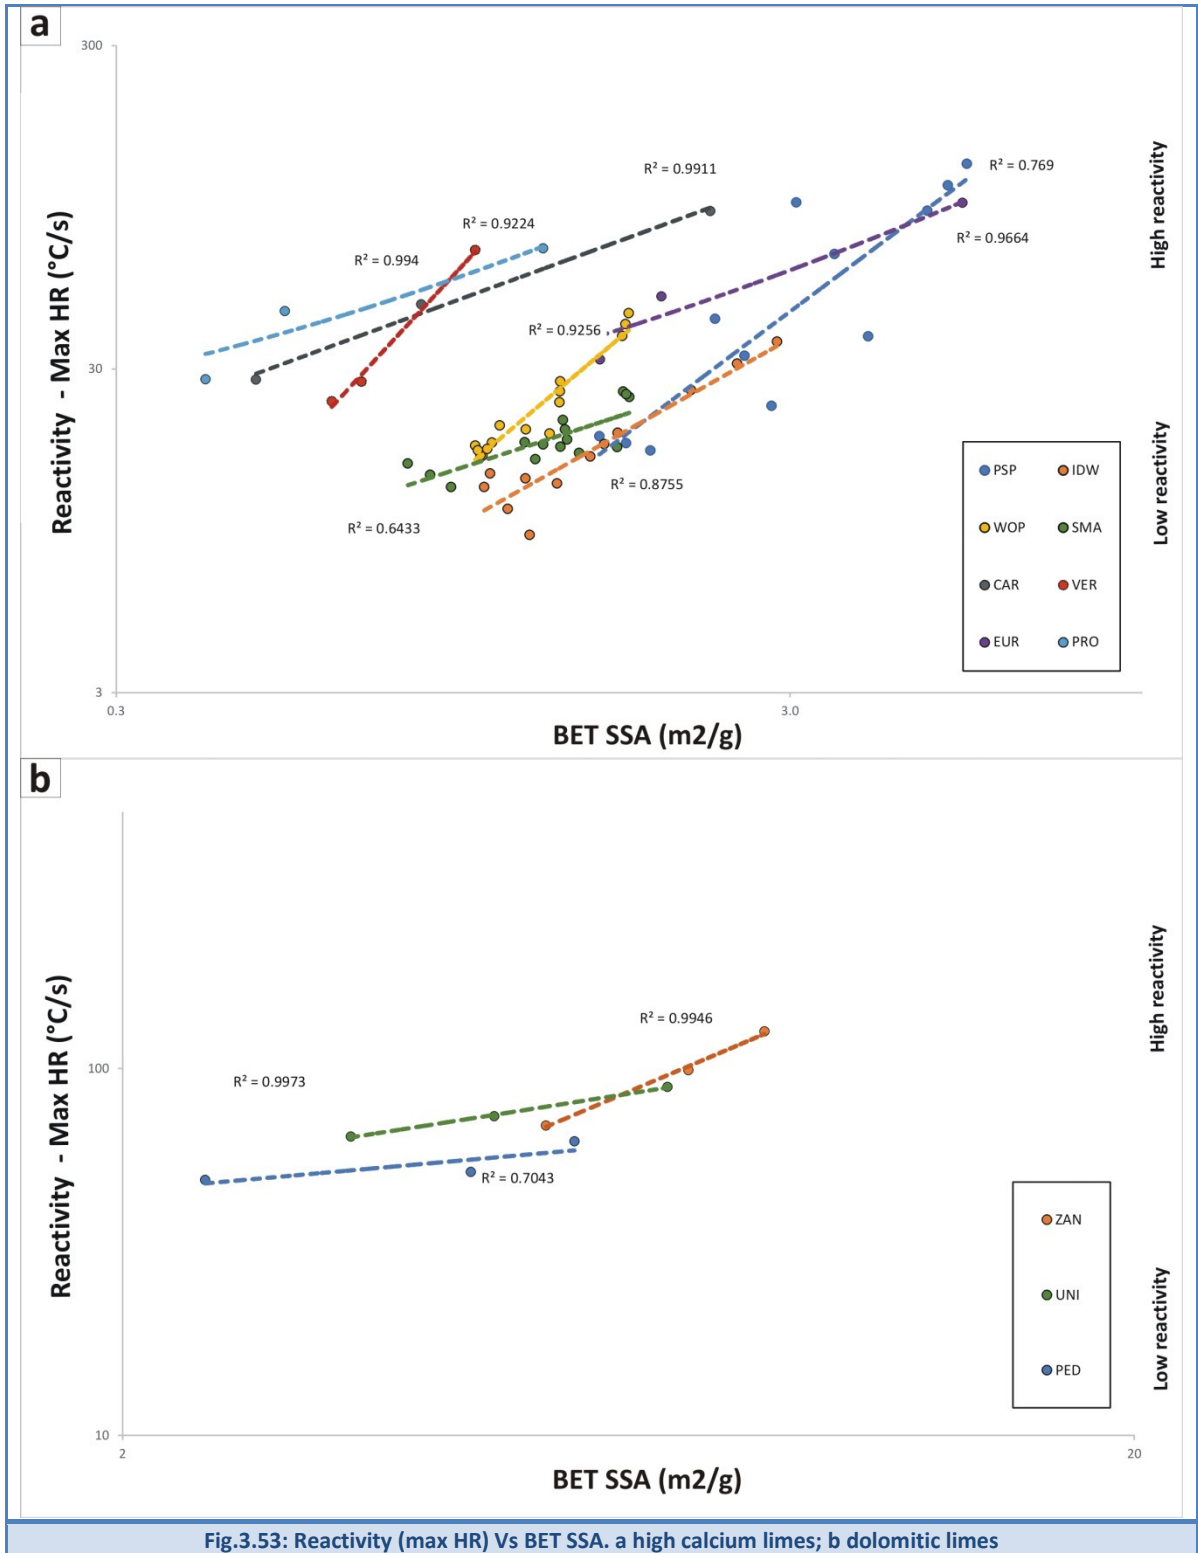 a
300
Reactivity - Max HR (°C/s)
R² = 0.9911
R² = 0.769
R² = 0.9224
R² = 0.9664
R² = 0.994
R² = 0.9256
30
R² = 0.8755
R² = 0.6433
High reactivity
Low reactivity
PSP IDW
WOP SMA
CAR VER
EUR PRO
3
0.3 3.0
BET SSA (m2/g)
b
Reactivity - Max HR (°C/s)
R² = 0.9946
100
R² = 0.9973
R² = 0.7043
High reactivity
Low reactivity
ZAN
UNI
PED
10
2 20
BET SSA (m2/g)
Fig.3.53: Reactivity (max HR) Vs BET SSA. a high calcium limes; b dolomitic limes